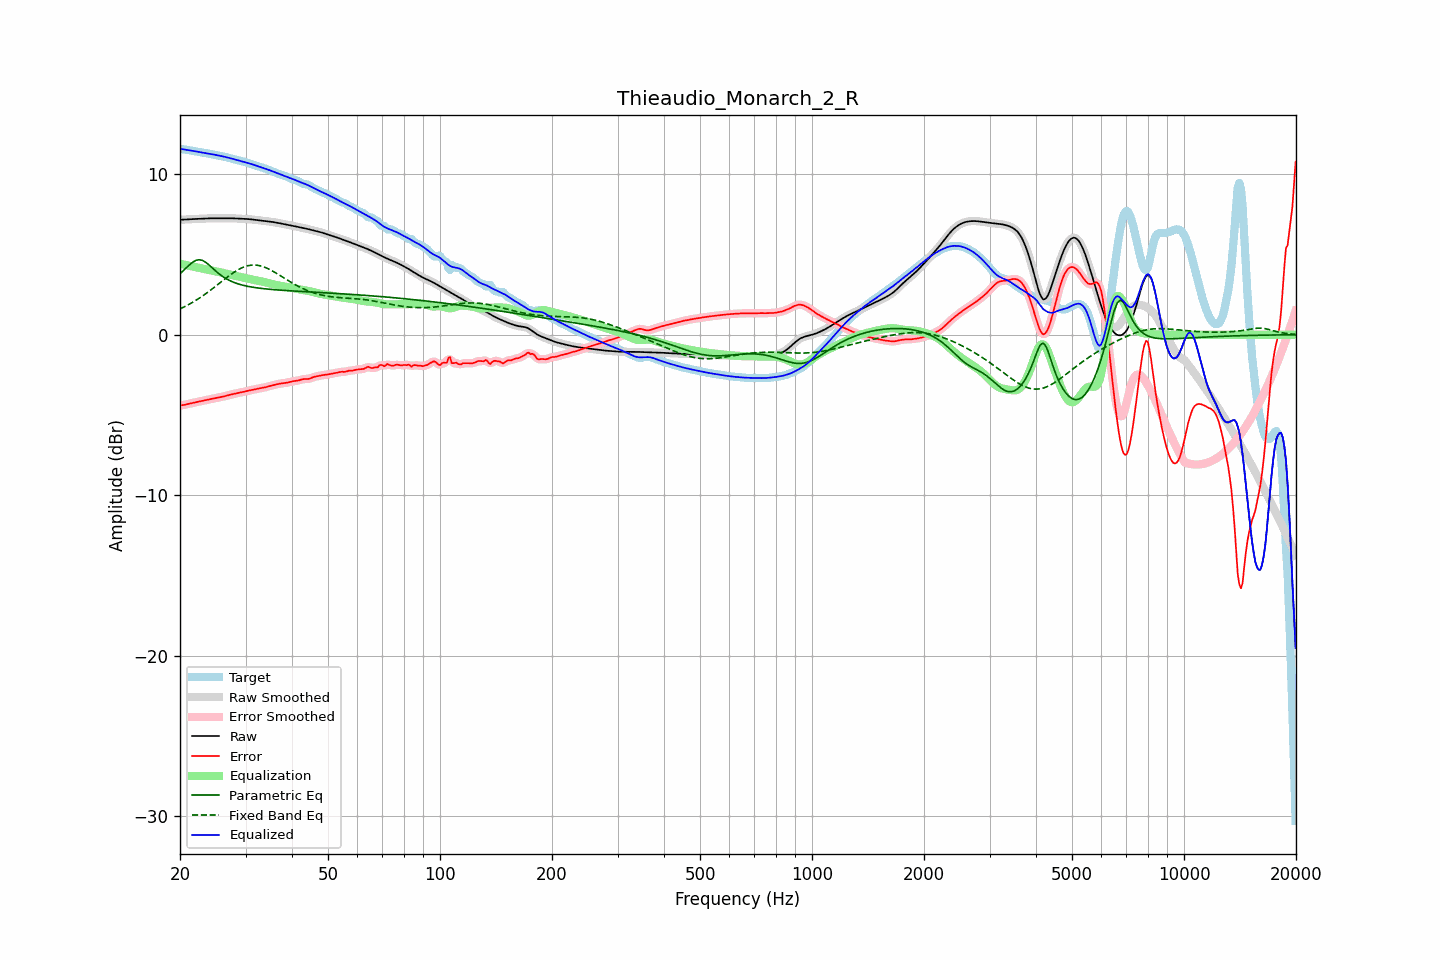 Thieaudio_Monarch_2_R
Amplitude (dBr)
10
0
−10
−20
−30
Target
Raw Smoothed
Error Smoothed
Raw
Error
Equalization
Parametric Eq
Fixed Band Eq
Equalized
20 50 100 200 500 1000 2000 5000 10000 20000
Frequency (Hz)